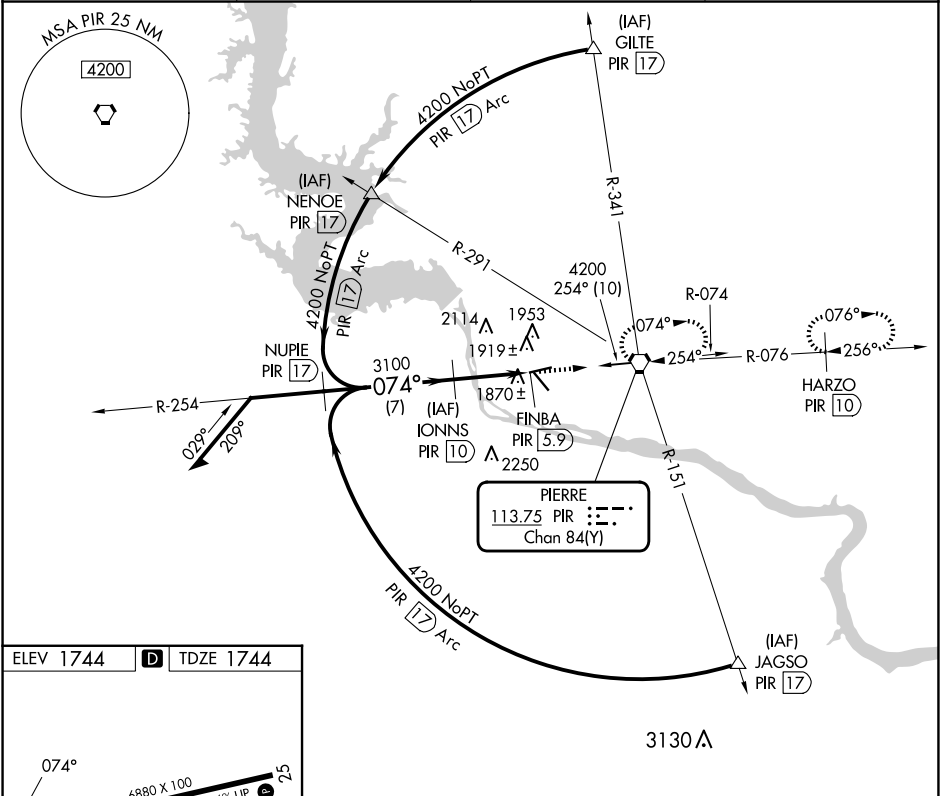 MSA PIR 25 NM
4200
(IAF)
GILTE
PIR 17
4200 NoPT
PIR 17 Arc
(IAF)
NENOE
PIR 17
R-341
R-291
4200 NoPT
PIR 17 Arc
4200
254° (10)
R-074
2114
1953
1919±
074°
254°
R-076
076°
256°
HARZO
PIR 10
NUPIE
PIR 17
3100
074°
(7)
1870±
R-254
029°
209°
(IAF)
IONNS
PIR 10
FINBA
PIR 5.9
2250
R-151
PIERRE
113.75 PIR
Chan 84(Y)
4200 NoPT
PIR 17 Arc
(IAF)
JAGSO
PIR 17
3130
ELEV 1744 D TDZE 1744
074°
6880 X 100
25
UP
P